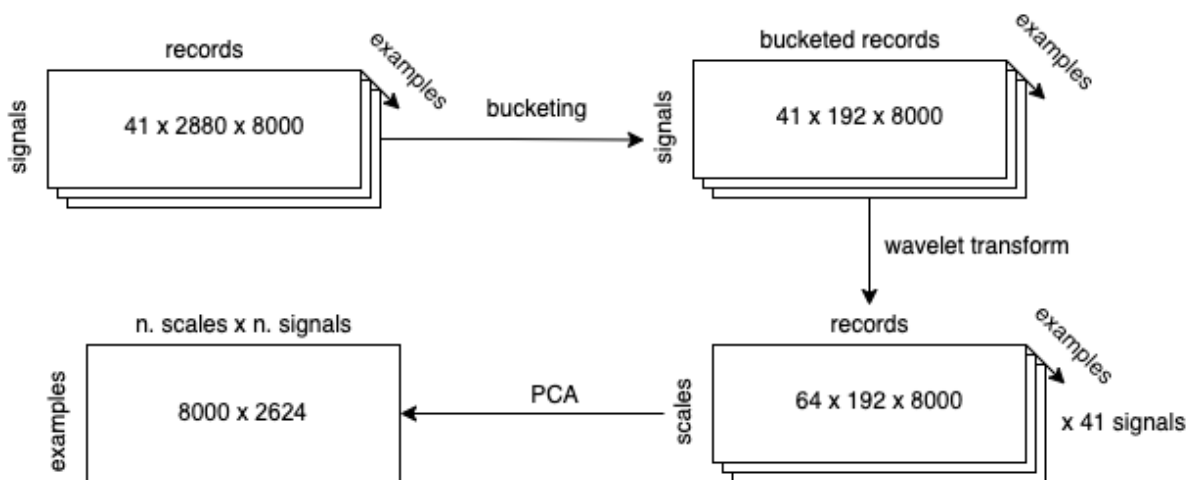 records
examples
signals
41 x 2880 x 8000
bucketing
bucketed records
examples
signals
41 x 192 x 8000
wavelet transform
n. scales x n. signals
examples
8000 x 2624
PCA
records
examples
scales
64 x 192 x 8000
x 41 signals